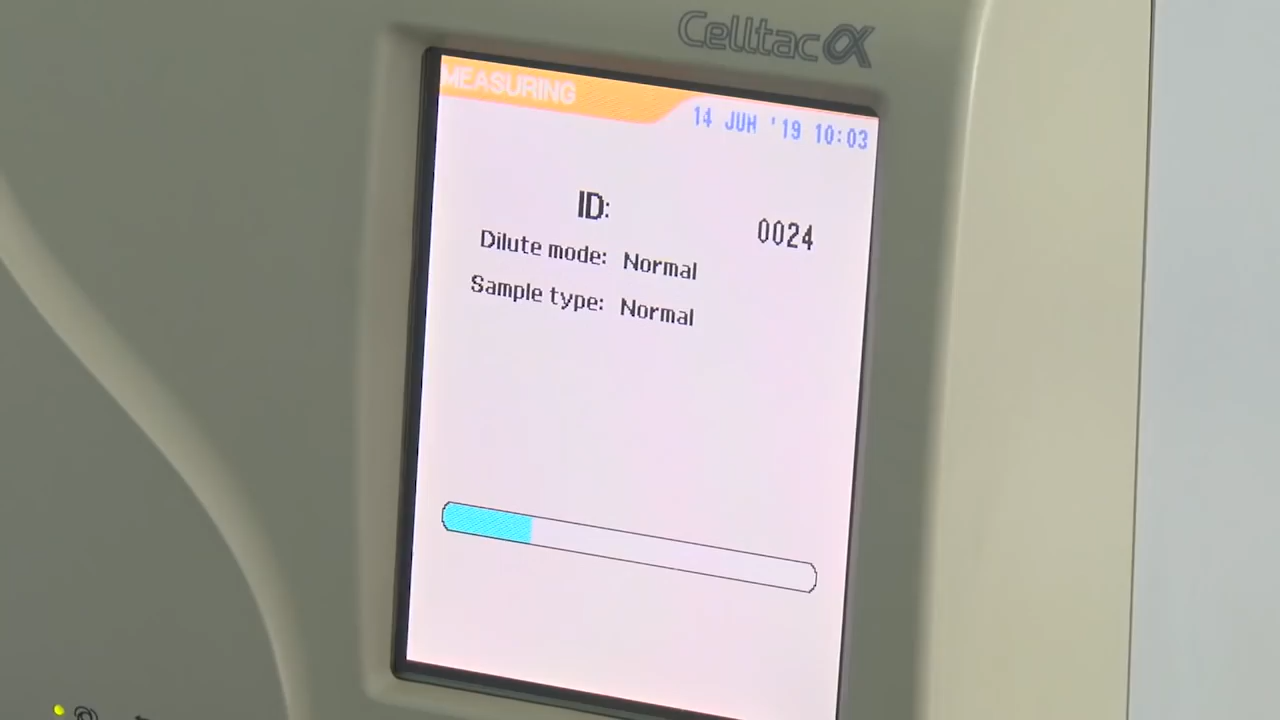 Celltac α
MEASURING
14 JUN '19 10:03
ID: 0024
Dilute mode: Normal
Sample type: Normal